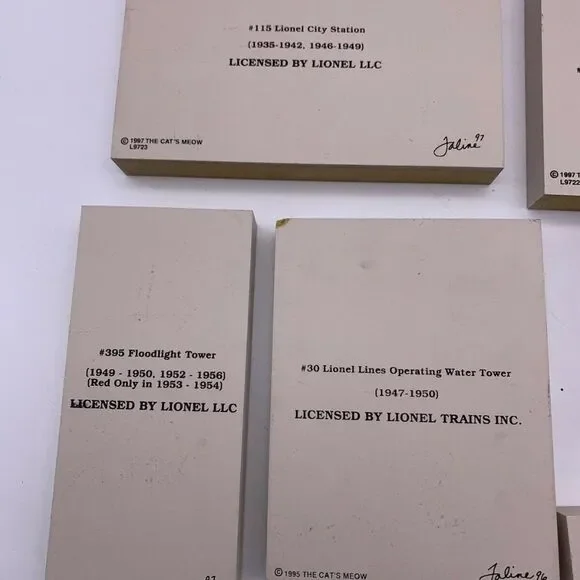 #115 Lionel City Station
(1935-1942, 1946-1949)
LICENSED BY LIONEL LLC
© 1997 THE CAT'S MEOW
L9723
Faline 97
© 1997 T
L9722
#395 Floodlight Tower
(1949 - 1950, 1952 - 1956)
(Red Only in 1953 - 1954)
LICENSED BY LIONEL LLC
97
#30 Lionel Lines Operating Water Tower
(1947-1950)
LICENSED BY LIONEL TRAINS INC.
© 1995 THE CAT'S MEOW
Faline 96